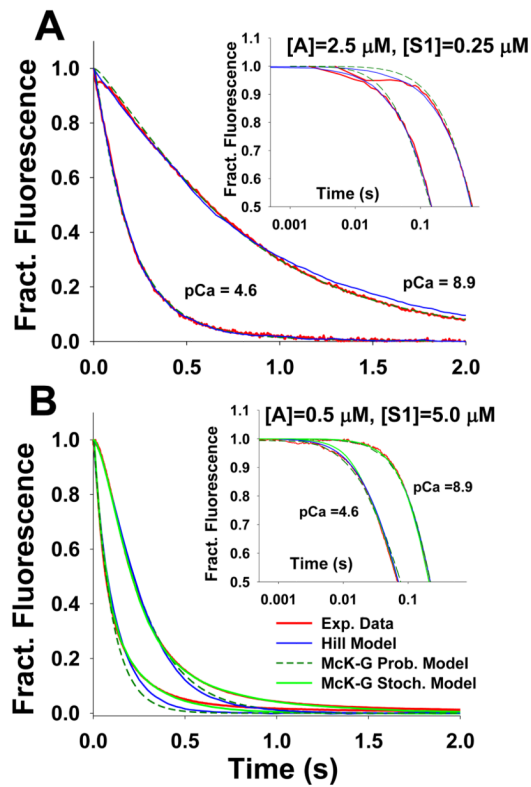 A
[A]=2.5 μM, [S1]=0.25 μM
Fract. Fluorescence
1.0
0.8
0.6
0.4
0.2
0.0
0.0
0.5
1.0
1.5
2.0
pCa = 4.6
pCa = 8.9
Fract. Fluorescence
1.0
0.9
0.8
0.7
0.6
0.5
Time (s)
0.001
0.01
0.1
B
[A]=0.5 μM, [S1]=5.0 μM
Fract. Fluorescence
1.0
0.8
0.6
0.4
0.2
0.0
0.0
0.5
1.0
1.5
2.0
Time (s)
Fract. Fluorescence
1.1
1.0
0.9
0.8
0.7
0.6
0.5
pCa =8.9
pCa =4.6
Time (s)
0.001
0.01
0.1
Exp. Data
Hill Model
McK-G Prob. Model
McK-G Stoch. Model